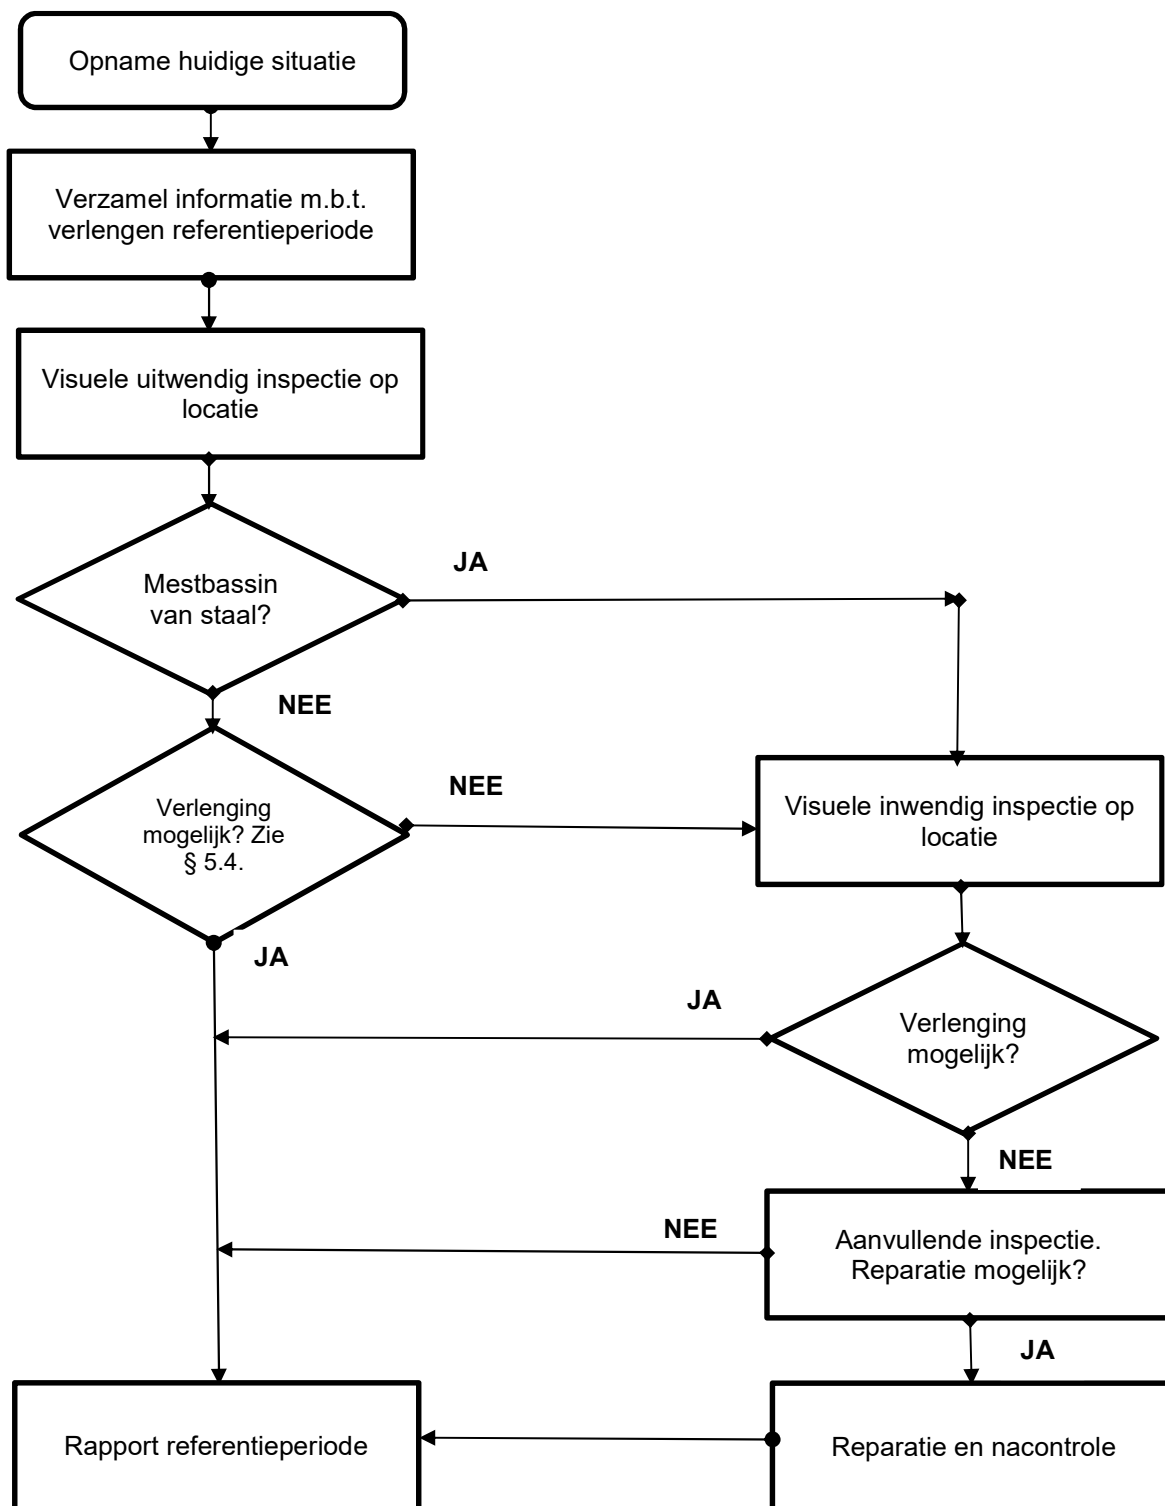 Opname huidige situatie
Verzamel informatie m.b.t.
verlengen referentieperiode
Visuele uitwendig inspectie op
locatie
Mestbassin
van staal?
JA
NEE
Verlenging
mogelijk? Zie
§ 5.4.
NEE
JA
Visuele inwendig inspectie op
locatie
Verlenging
mogelijk?
JA
NEE
Aanvullende inspectie.
Reparatie mogelijk?
NEE
JA
Rapport referentieperiode
Reparatie en nacontrole